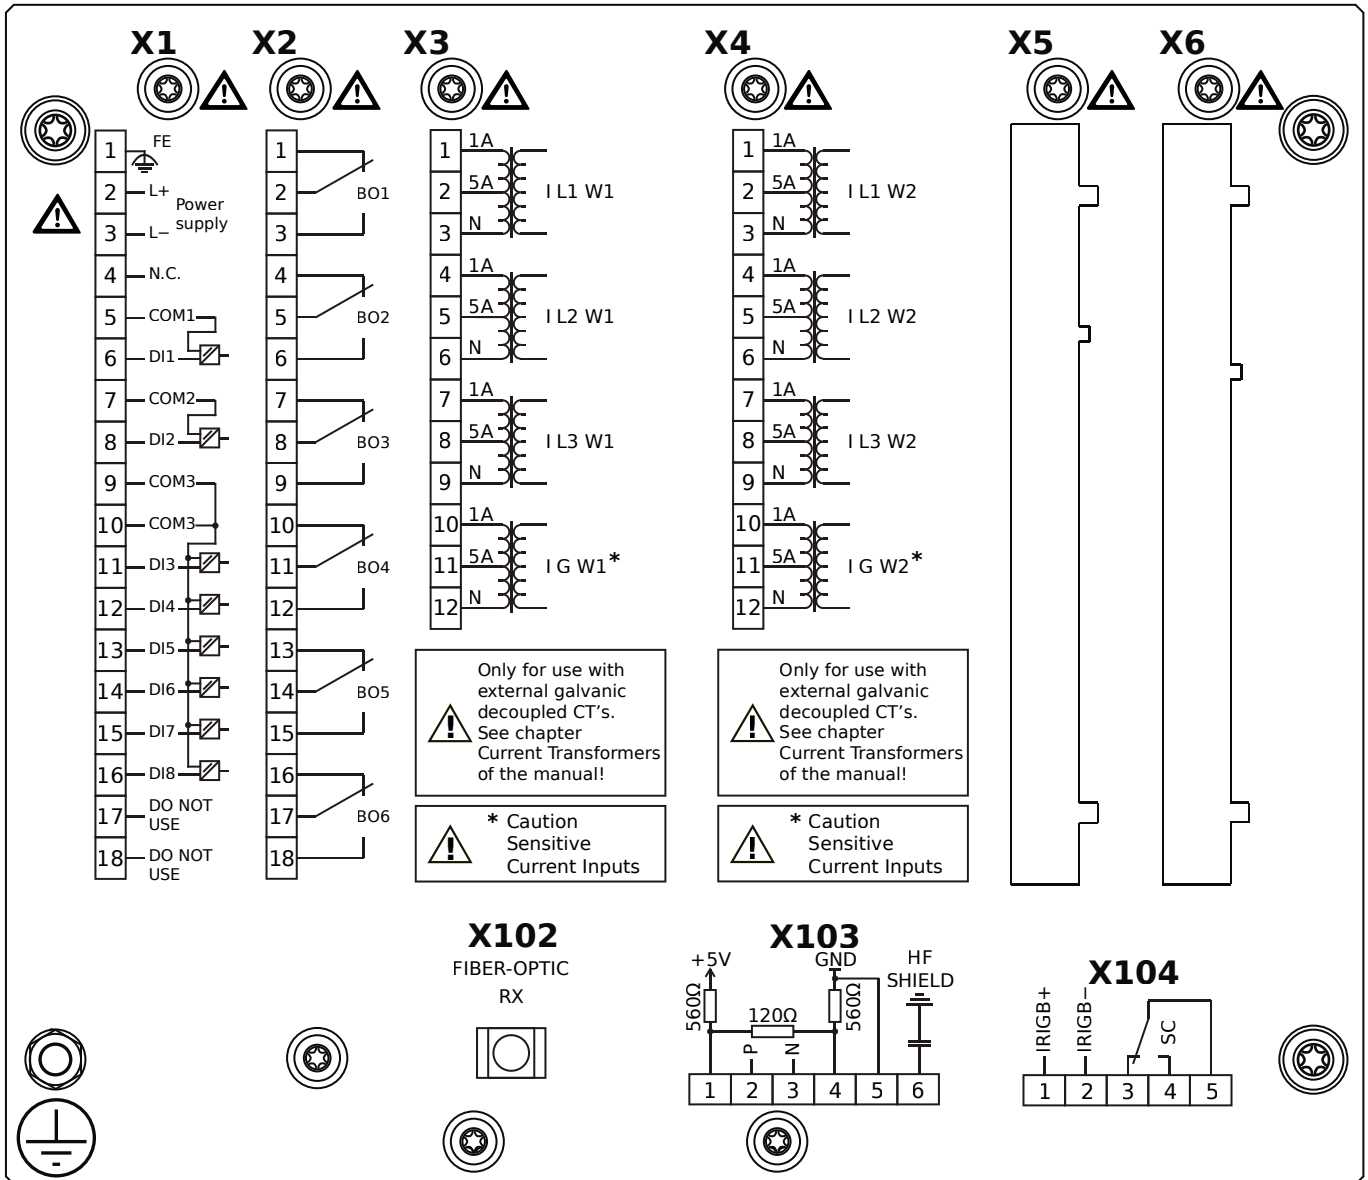 X1
X2
X3
X4
X5
X6
1
FE
2
L+
Power
supply
3
L−
4
N.C.
5
COM1
6
DI1
7
COM2
8
DI2
9
COM3
10
COM3
11
DI3
12
DI4
13
DI5
14
DI6
15
DI7
16
DI8
17
DO NOT
USE
18
DO NOT
USE
1
2
BO1
3
4
5
BO2
6
7
8
BO3
9
10
11
BO4
12
13
14
BO5
15
16
17
BO6
18
1
1A
2
5A
I L1 W1
3
N
4
1A
5
5A
I L2 W1
6
N
7
1A
8
5A
I L3 W1
9
N
10
1A
11
5A
I G W1*
12
N
Only for use with
external galvanic
decoupled CT's.
See chapter
Current Transformers
of the manual!
* Caution
Sensitive
Current Inputs
1
1A
2
5A
I L1 W2
3
N
4
1A
5
5A
I L2 W2
6
N
7
1A
8
5A
I L3 W2
9
N
10
1A
11
5A
I G W2*
12
N
Only for use with
external galvanic
decoupled CT's.
See chapter
Current Transformers
of the manual!
* Caution
Sensitive
Current Inputs
X102
FIBER-OPTIC
RX
X103
+5V
GND
HF
SHIELD
560Ω
120Ω
560Ω
P
N
1 2 3 4 5 6
X104
IRIGB+
IRIGB−
SC
1 2 3 4 5